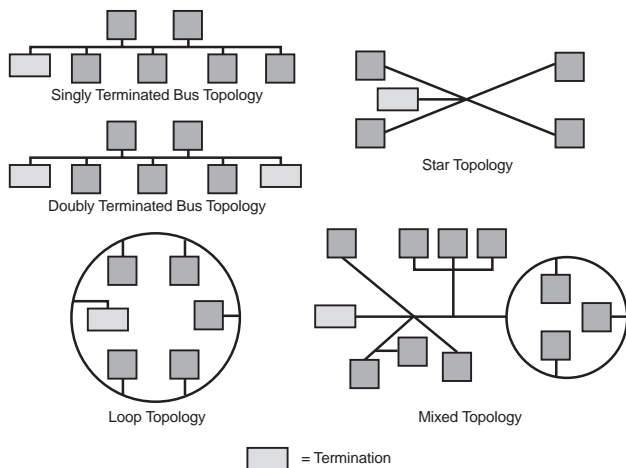 Singly Terminated Bus Topology
Star Topology
Doubly Terminated Bus Topology
Loop Topology
Mixed Topology
= Termination